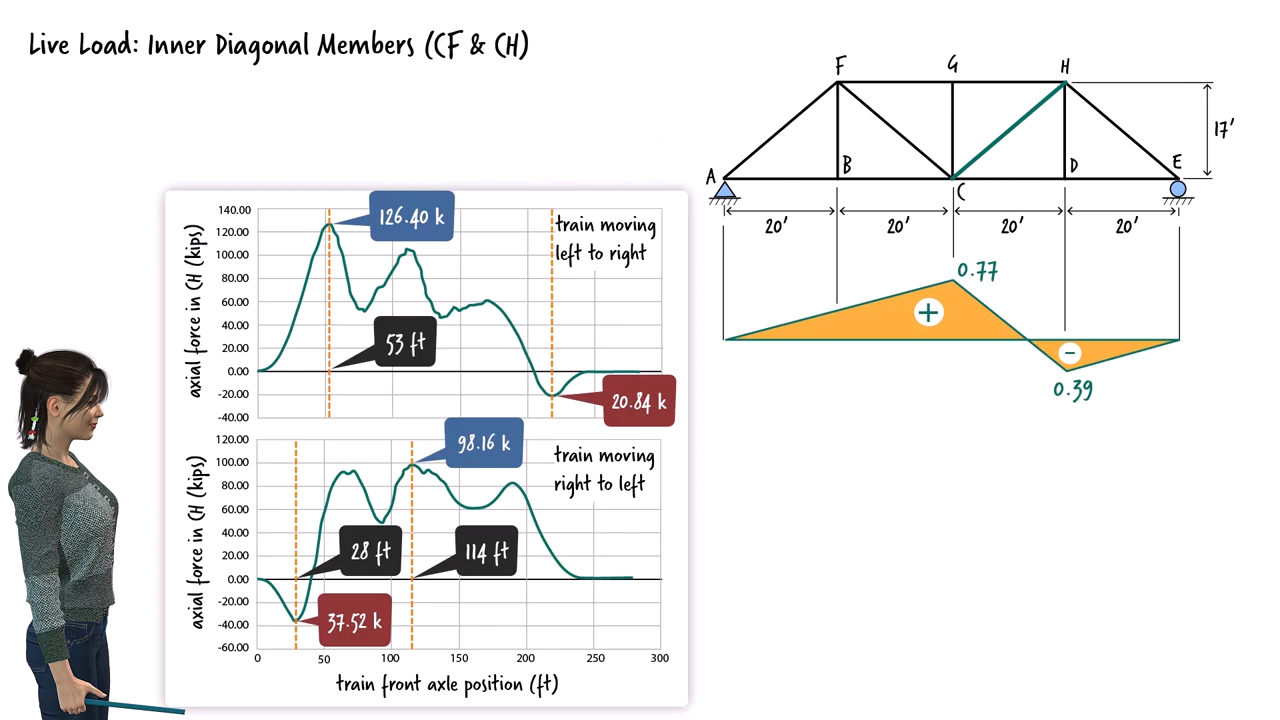 Live Load: Inner Diagonal Members (CF & CH)
axial force in CH (kips)
140.00
120.00
100.00
80.00
60.00
40.00
20.00
0.00
-20.00
-40.00
126.40 k
train moving
left to right
53 ft
20.84 k
axial force in CH (kips)
120.00
100.00
80.00
60.00
40.00
20.00
0.00
-20.00
-40.00
-60.00
98.16 k
train moving
right to left
28 ft
114 ft
37.52 k
0 50 100 150 200 250 300
train front axle position (ft)
F G H
17'
A B C D E
20' 20' 20' 20'
0.77
+
-
0.39